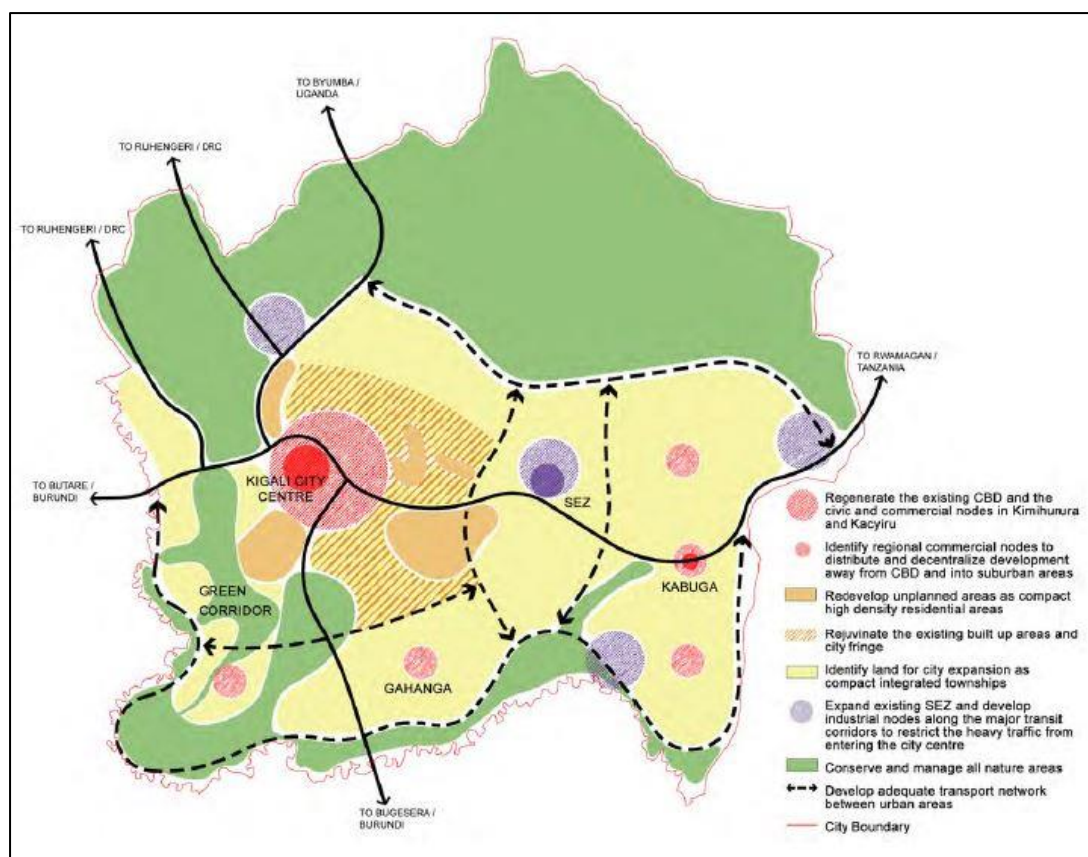 TO BYUMBA /
UGANDA
TO RUHENGERI / DRC
TO RUHENGERI / DRC
TO RWAMAGAN /
TANZANIA
KIGALI CITY
CENTRE
TO BUTARE /
BURUNDI
SEZ
KABUGA
GREEN
CORRIDOR
GAHANGA
TO BUGESERA /
BURUNDI
Regenerate the existing CBD and the
civic and commercial nodes in Kimihunura
and Kacyiru
Identify regional commercial nodes to
distribute and decentralize development
away from CBD and into suburban areas
Redevelop unplanned areas as compact
high density residential areas
Rejuvinate the existing built up areas and
city fringe
Identify land for city expansion as
compact integrated townships
Expand existing SEZ and develop
industrial nodes along the major transit
corridors to restrict the heavy traffic from
entering the city centre
Conserve and manage all nature areas
Develop adequate transport network
between urban areas
City Boundary